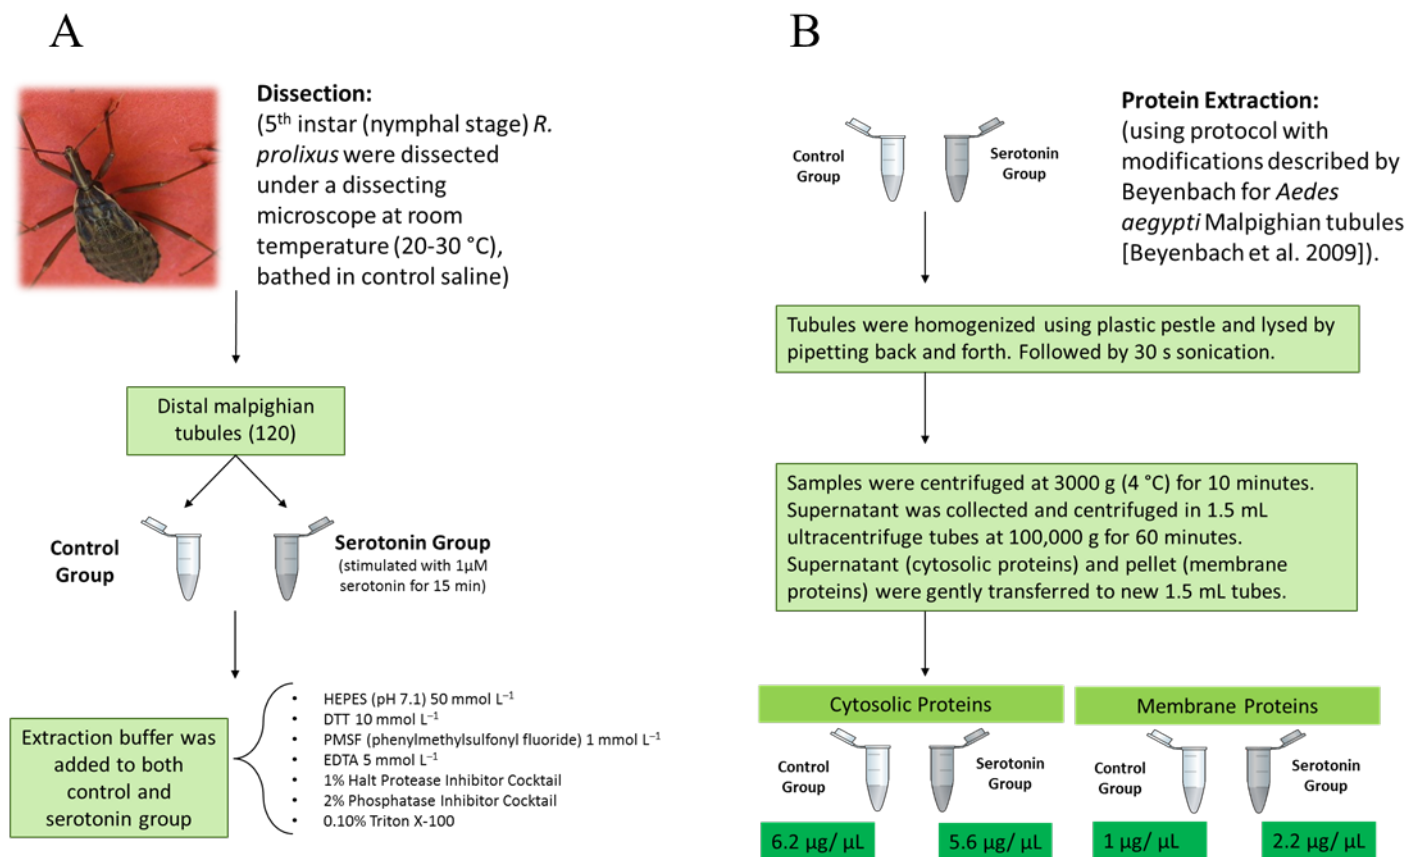 A
Dissection:
(5th instar (nymphal stage) R.
prolixus were dissected
under a dissecting
microscope at room
temperature (20-30 °C),
bathed in control saline)
Distal malpighian
tubules (120)
Control
Group
Serotonin Group
(stimulated with 1µM
serotonin for 15 min)
Extraction buffer was
added to both
control and
serotonin group
• HEPES (pH 7.1) 50 mmol L⁻¹
• DTT 10 mmol L⁻¹
• PMSF (phenylmethylsulfonyl fluoride) 1 mmol L⁻¹
• EDTA 5 mmol L⁻¹
• 1% Halt Protease Inhibitor Cocktail
• 2% Phosphatase Inhibitor Cocktail
• 0.10% Triton X-100
B
Control
Group
Serotonin
Group
Protein Extraction:
(using protocol with
modifications described by
Beyenbach for Aedes
aegypti Malpighian tubules
[Beyenbach et al. 2009]).
Tubules were homogenized using plastic pestle and lysed by
pipetting back and forth. Followed by 30 s sonication.
Samples were centrifuged at 3000 g (4 °C) for 10 minutes.
Supernatant was collected and centrifuged in 1.5 mL
ultracentrifuge tubes at 100,000 g for 60 minutes.
Supernatant (cytosolic proteins) and pellet (membrane
proteins) were gently transferred to new 1.5 mL tubes.
Cytosolic Proteins
Control
Group
Serotonin
Group
6.2 µg/ µL
5.6 µg/ µL
Membrane Proteins
Control
Group
Serotonin
Group
1 µg/ µL
2.2 µg/ µL